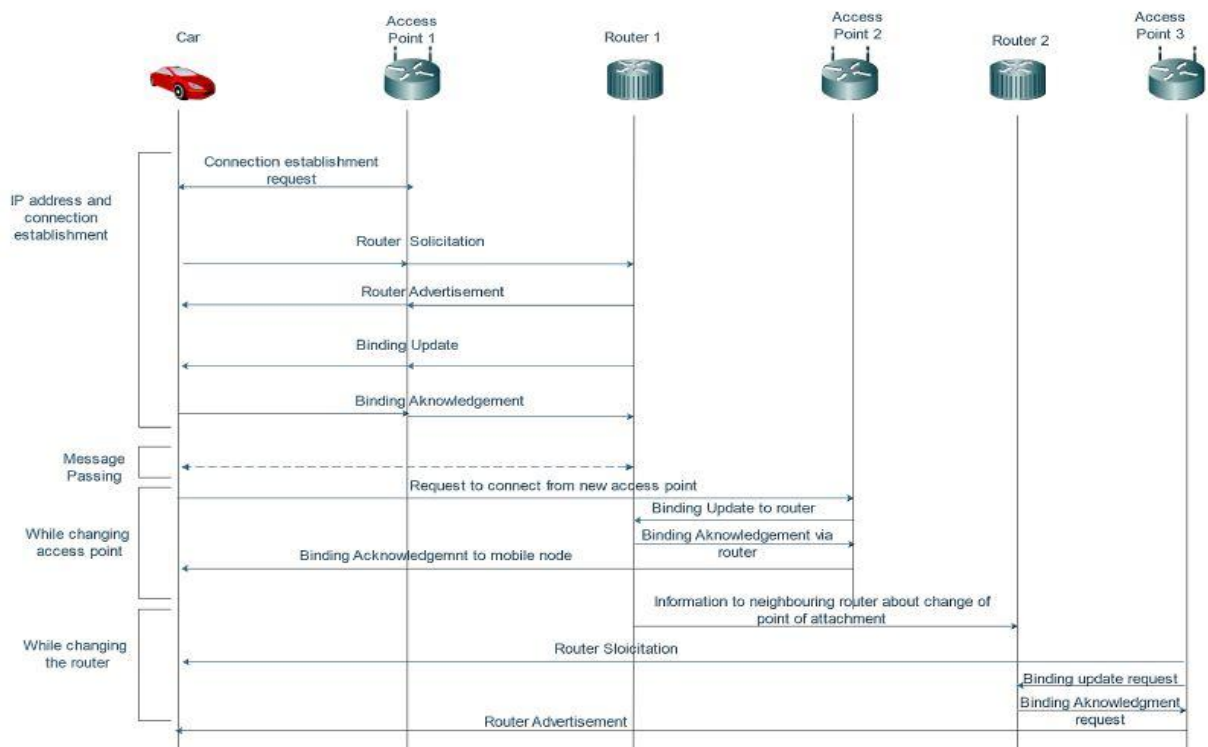 Car
Access
Point 1
Router 1
Access
Point 2
Router 2
Access
Point 3
IP address and
connection
establishment
Connection establishment
request
Router Solicitation
Router Advertisement
Binding Update
Binding Aknowledgement
Message
Passing
While changing
access point
Request to connect from new access point
Binding Update to router
Binding Aknowledgement via
router
Binding Acknowledgemnt to mobile node
While changing
the router
Information to neighbouring router about change of
point of attachment
Router Sloicitation
Binding update request
Binding Aknowledgment
request
Router Advertisement